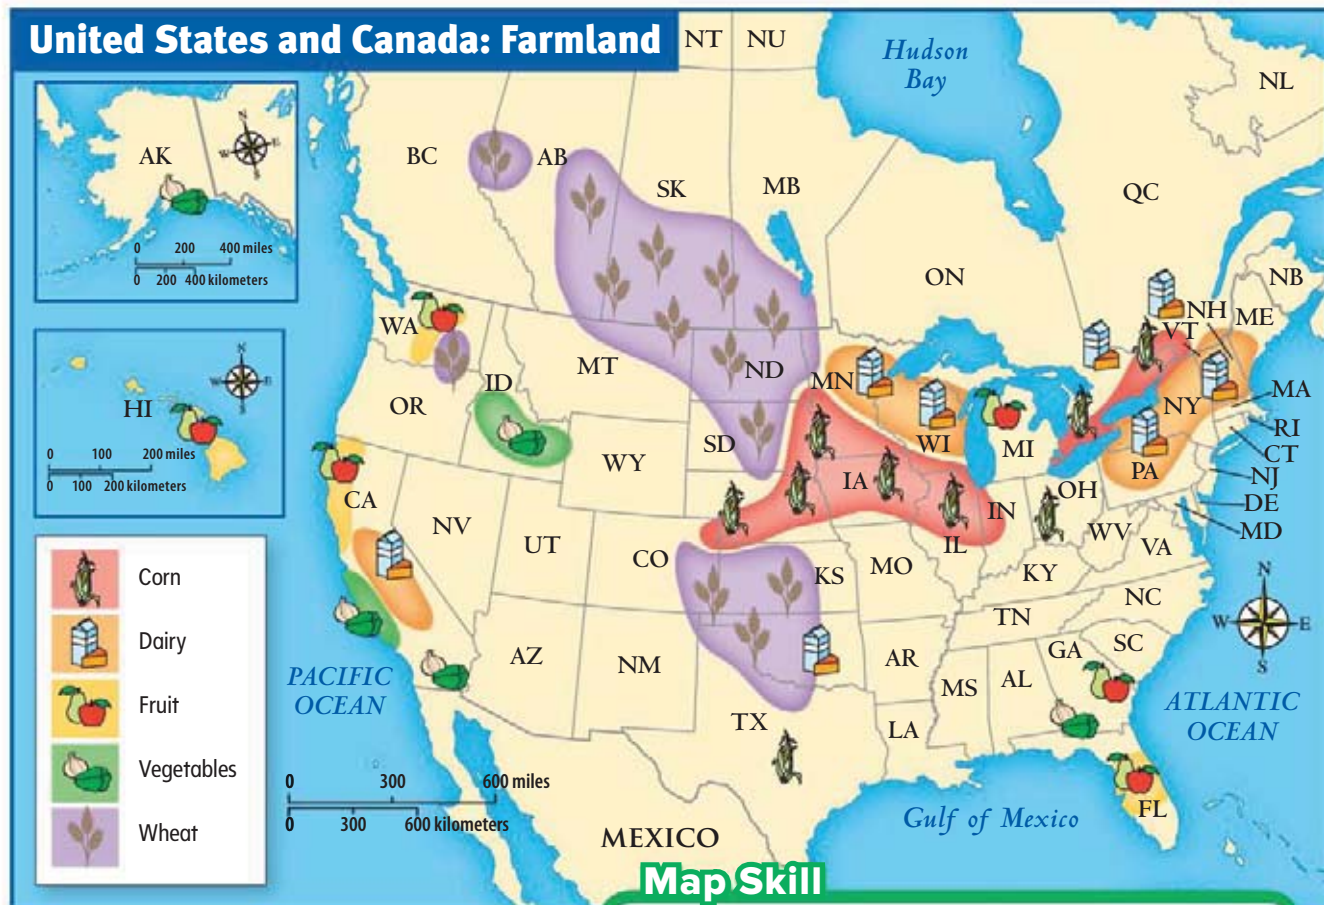 United States and Canada: Farmland
NT
NU
Hudson
Bay
NL
AK
N
W
E
S
0 200 400 miles
0 200 400 kilometers
BC
AB
SK
MB
QC
ON
NB
HI
N
W
E
S
0 100 200 miles
0 100 200 kilometers
WA
MT
ND
MN
NH
VT
ME
OR
ID
SD
WI
MI
NY
MA
RI
CT
NJ
DE
MD
WY
IA
PA
CA
NV
UT
CO
IL
IN
OH
WV
VA
KS
MO
KY
NC
TN
SC
AZ
NM
AR
MS
AL
GA
TX
LA
FL
Corn
Dairy
Fruit
Vegetables
Wheat
PACIFIC
OCEAN
N
W
E
S
ATLANTIC
OCEAN
0 300 600 miles
0 300 600 kilometers
MEXICO
Gulf of Mexico
Map Skill